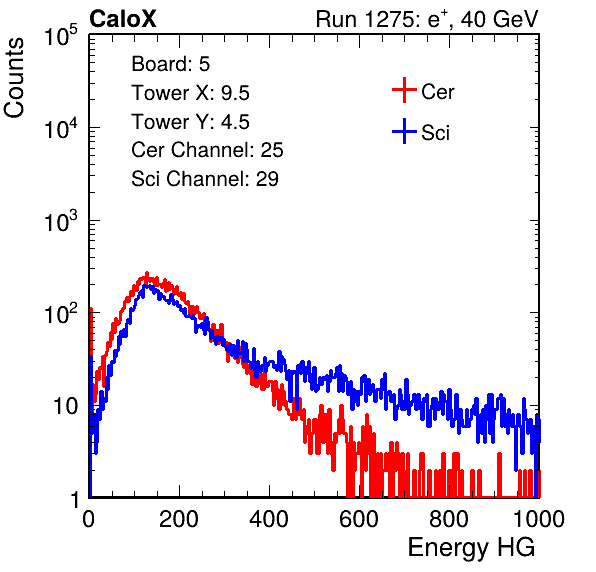 CaloX Run 1275: e+, 40 GeV
Board: 5
Tower X: 9.5
Tower Y: 4.5
Cer Channel: 25
Sci Channel: 29
Cer
Sci
Counts
10^5
10^4
10^3
10^2
10
1
0 200 400 600 800 1000
Energy HG